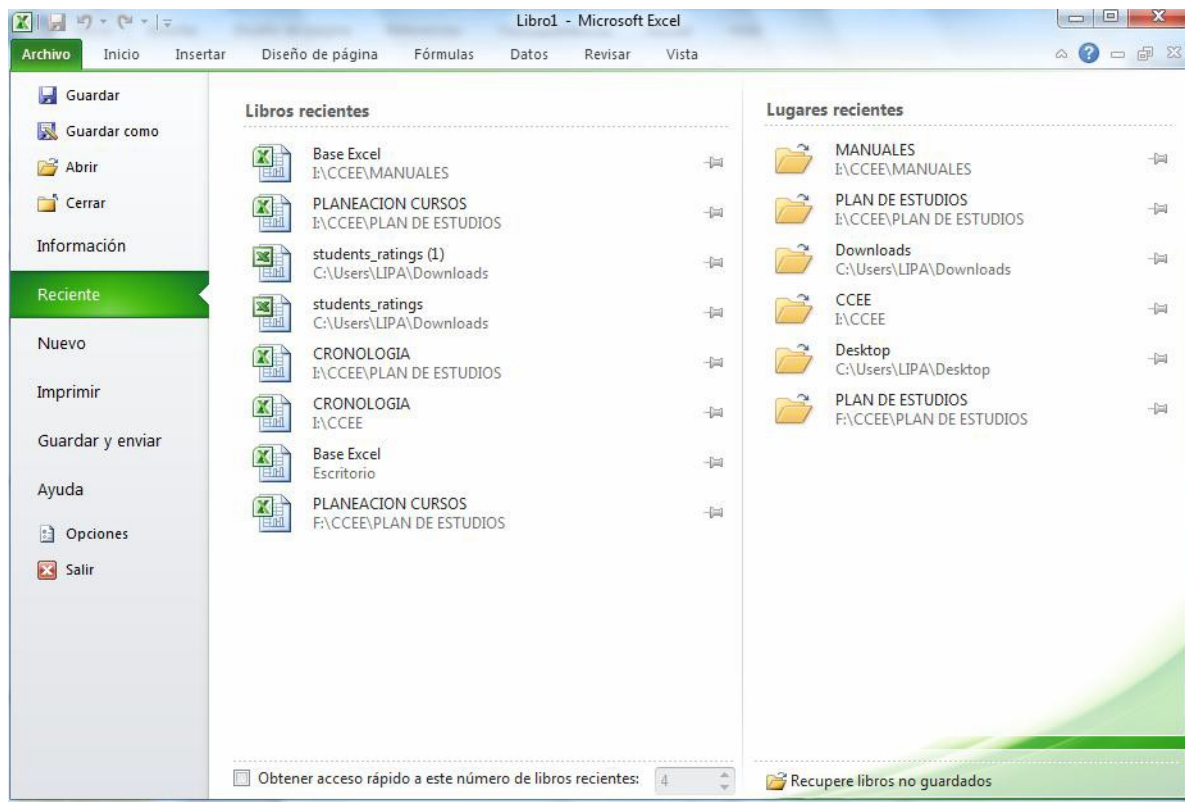 Libro1 - Microsoft Excel
Archivo Inicio Insertar Diseño de página Fórmulas Datos Revisar Vista
Guardar
Guardar como
Abrir
Cerrar
Información
Reciente
Nuevo
Imprimir
Guardar y enviar
Ayuda
Opciones
Salir
Libros recientes
Base Excel
I:\CCEE\MANUALES
PLANEACION CURSOS
I:\CCEE\PLAN DE ESTUDIOS
students_ratings (1)
C:\Users\LIPA\Downloads
students_ratings
C:\Users\LIPA\Downloads
CRONOLOGIA
I:\CCEE\PLAN DE ESTUDIOS
CRONOLOGIA
I:\CCEE
Base Excel
Escritorio
PLANEACION CURSOS
F:\CCEE\PLAN DE ESTUDIOS
Obtener acceso rápido a este número de libros recientes: 4
Lugares recientes
MANUALES
I:\CCEE\MANUALES
PLAN DE ESTUDIOS
I:\CCEE\PLAN DE ESTUDIOS
Downloads
C:\Users\LIPA\Downloads
CCEE
I:\CCEE
Desktop
C:\Users\LIPA\Desktop
PLAN DE ESTUDIOS
F:\CCEE\PLAN DE ESTUDIOS
Recupere libros no guardados